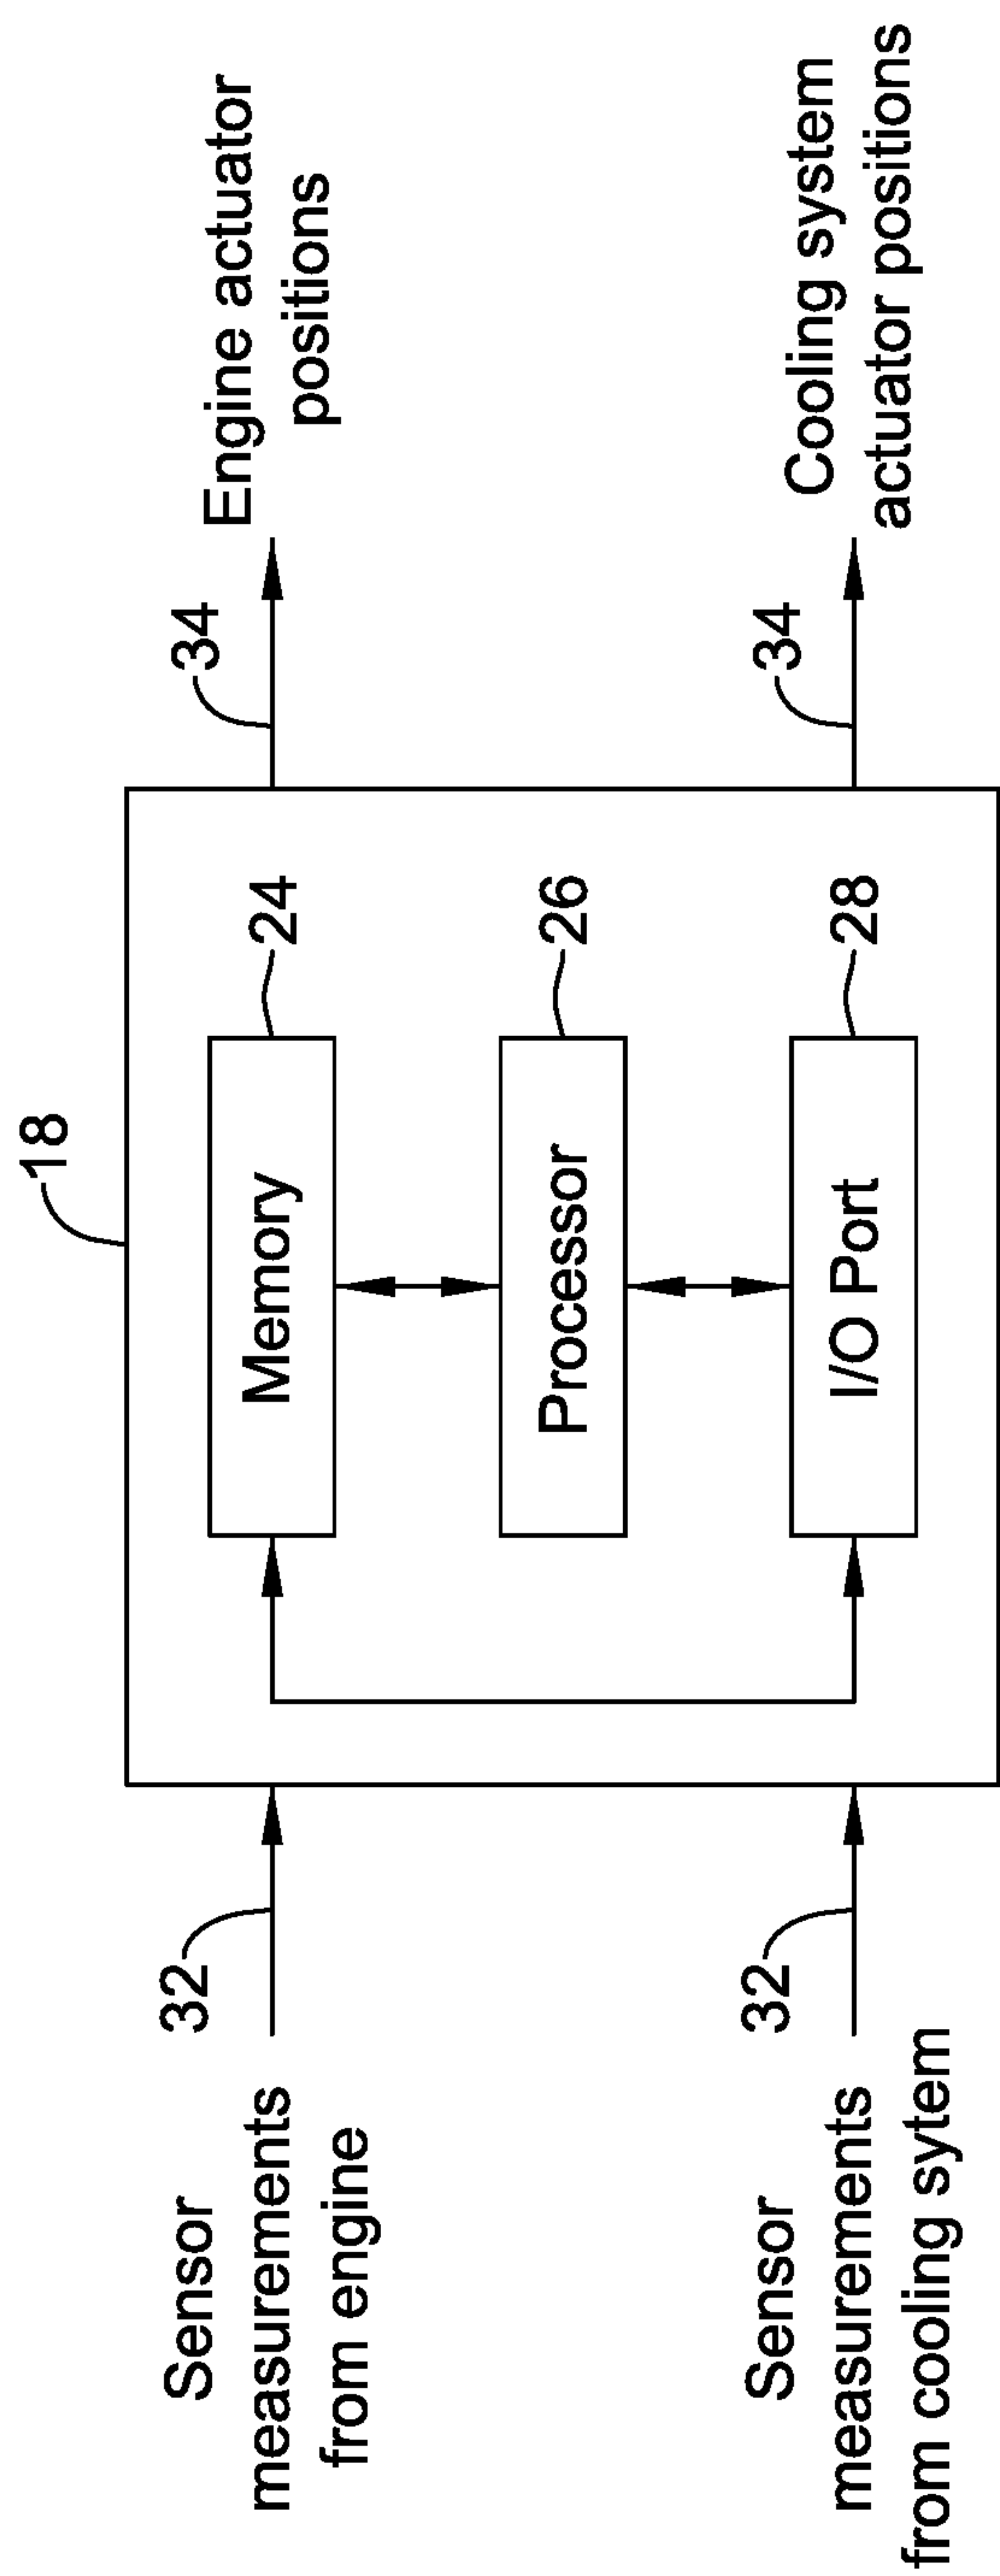 18
Sensor
measurements
from engine
32
Memory
24
34
Engine actuator
positions
Processor
26
Sensor
measurements
from cooling sytem
32
I/O Port
28
34
Cooling system
actuator positions